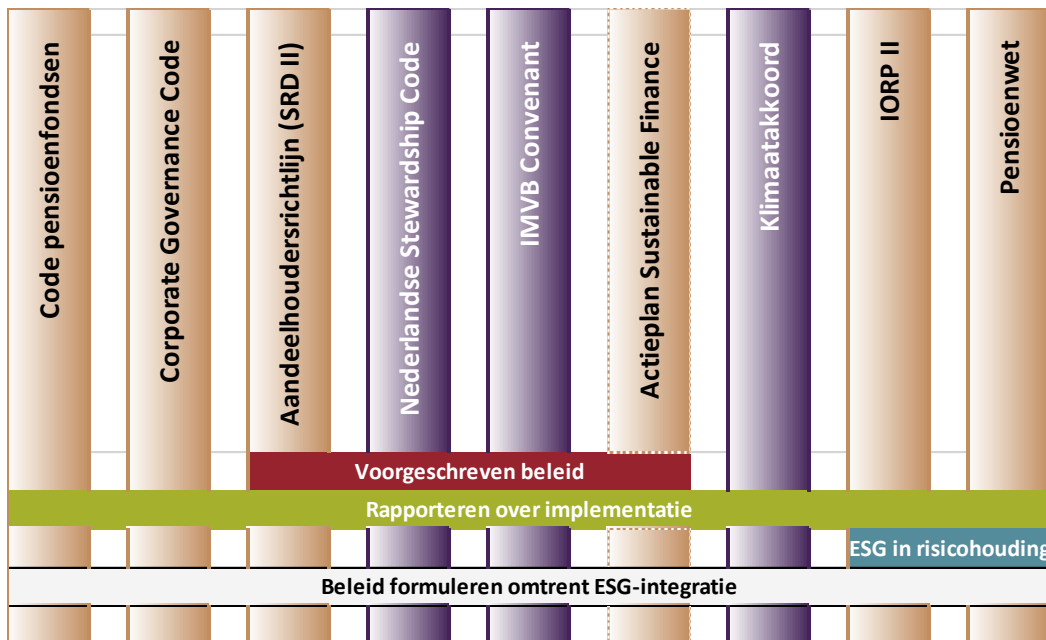 Code pensioenfondsen
Corporate Governance Code
Aandeelhoudersrichtlijn (SRD II)
Nederlandse Stewardship Code
IMVB Convenant
Actieplan Sustainable Finance
Klimaatakkoord
IORP II
Pensioenwet
Voorgeschreven beleid
Rapporteren over implementatie
ESG in risicohouding
Beleid formuleren omtrent ESG-integratie